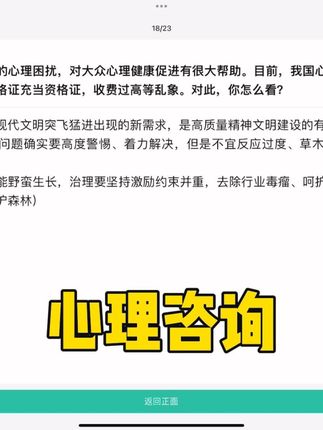 18/23
的心理困扰，对大众心理健康促进有很大帮助。目前，我国心
格证充当资格证，收费过高等乱象。对此，你怎么看？
现代文明突飞猛进出现的新需求，是高质量精神文明建设的有
问题确实要高度警惕、着力解决，但是不宜反应过度、草木
能野蛮生长，治理要坚持激励约束并重，去除行业毒瘤、呵护
护森林）
心理咨询
返回正面